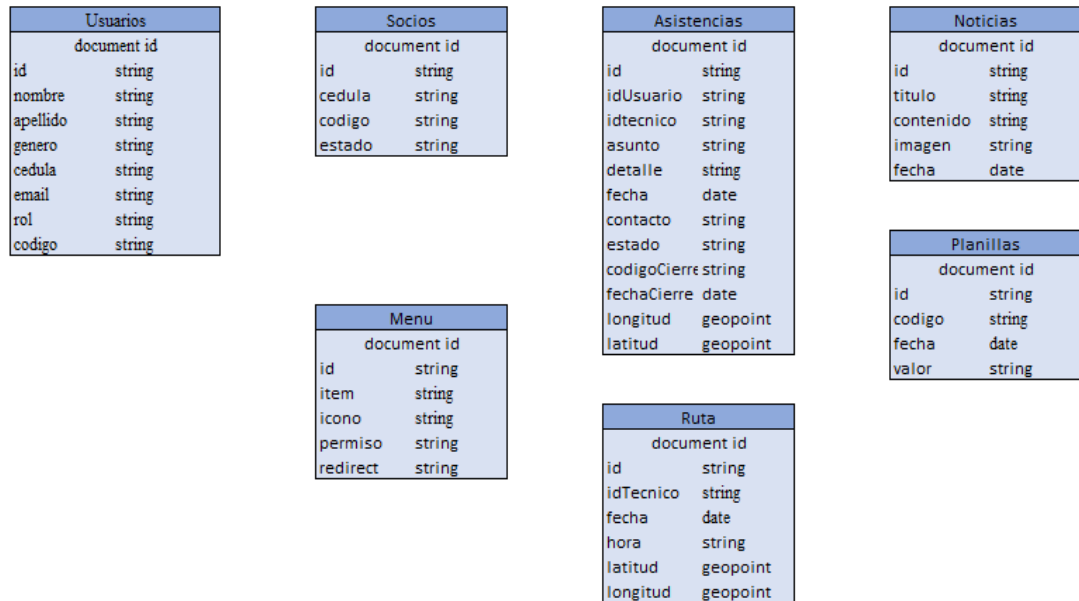 Usuarios
document id
id string
nombre string
apellido string
genero string
cedula string
email string
rol string
codigo string
Socios
document id
id string
cedula string
codigo string
estado string
Menu
document id
id string
item string
icono string
permiso string
redirect string
Asistencias
document id
id string
idUsuario string
idtecnico string
asunto string
detalle string
fecha date
contacto string
estado string
codigoCierre string
fechaCierre date
longitud geopoint
latitud geopoint
Ruta
document id
id string
idTecnico string
fecha date
hora string
latitud geopoint
longitud geopoint
Noticias
document id
id string
titulo string
contenido string
imagen string
fecha date
Planillas
document id
id string
codigo string
fecha date
valor string